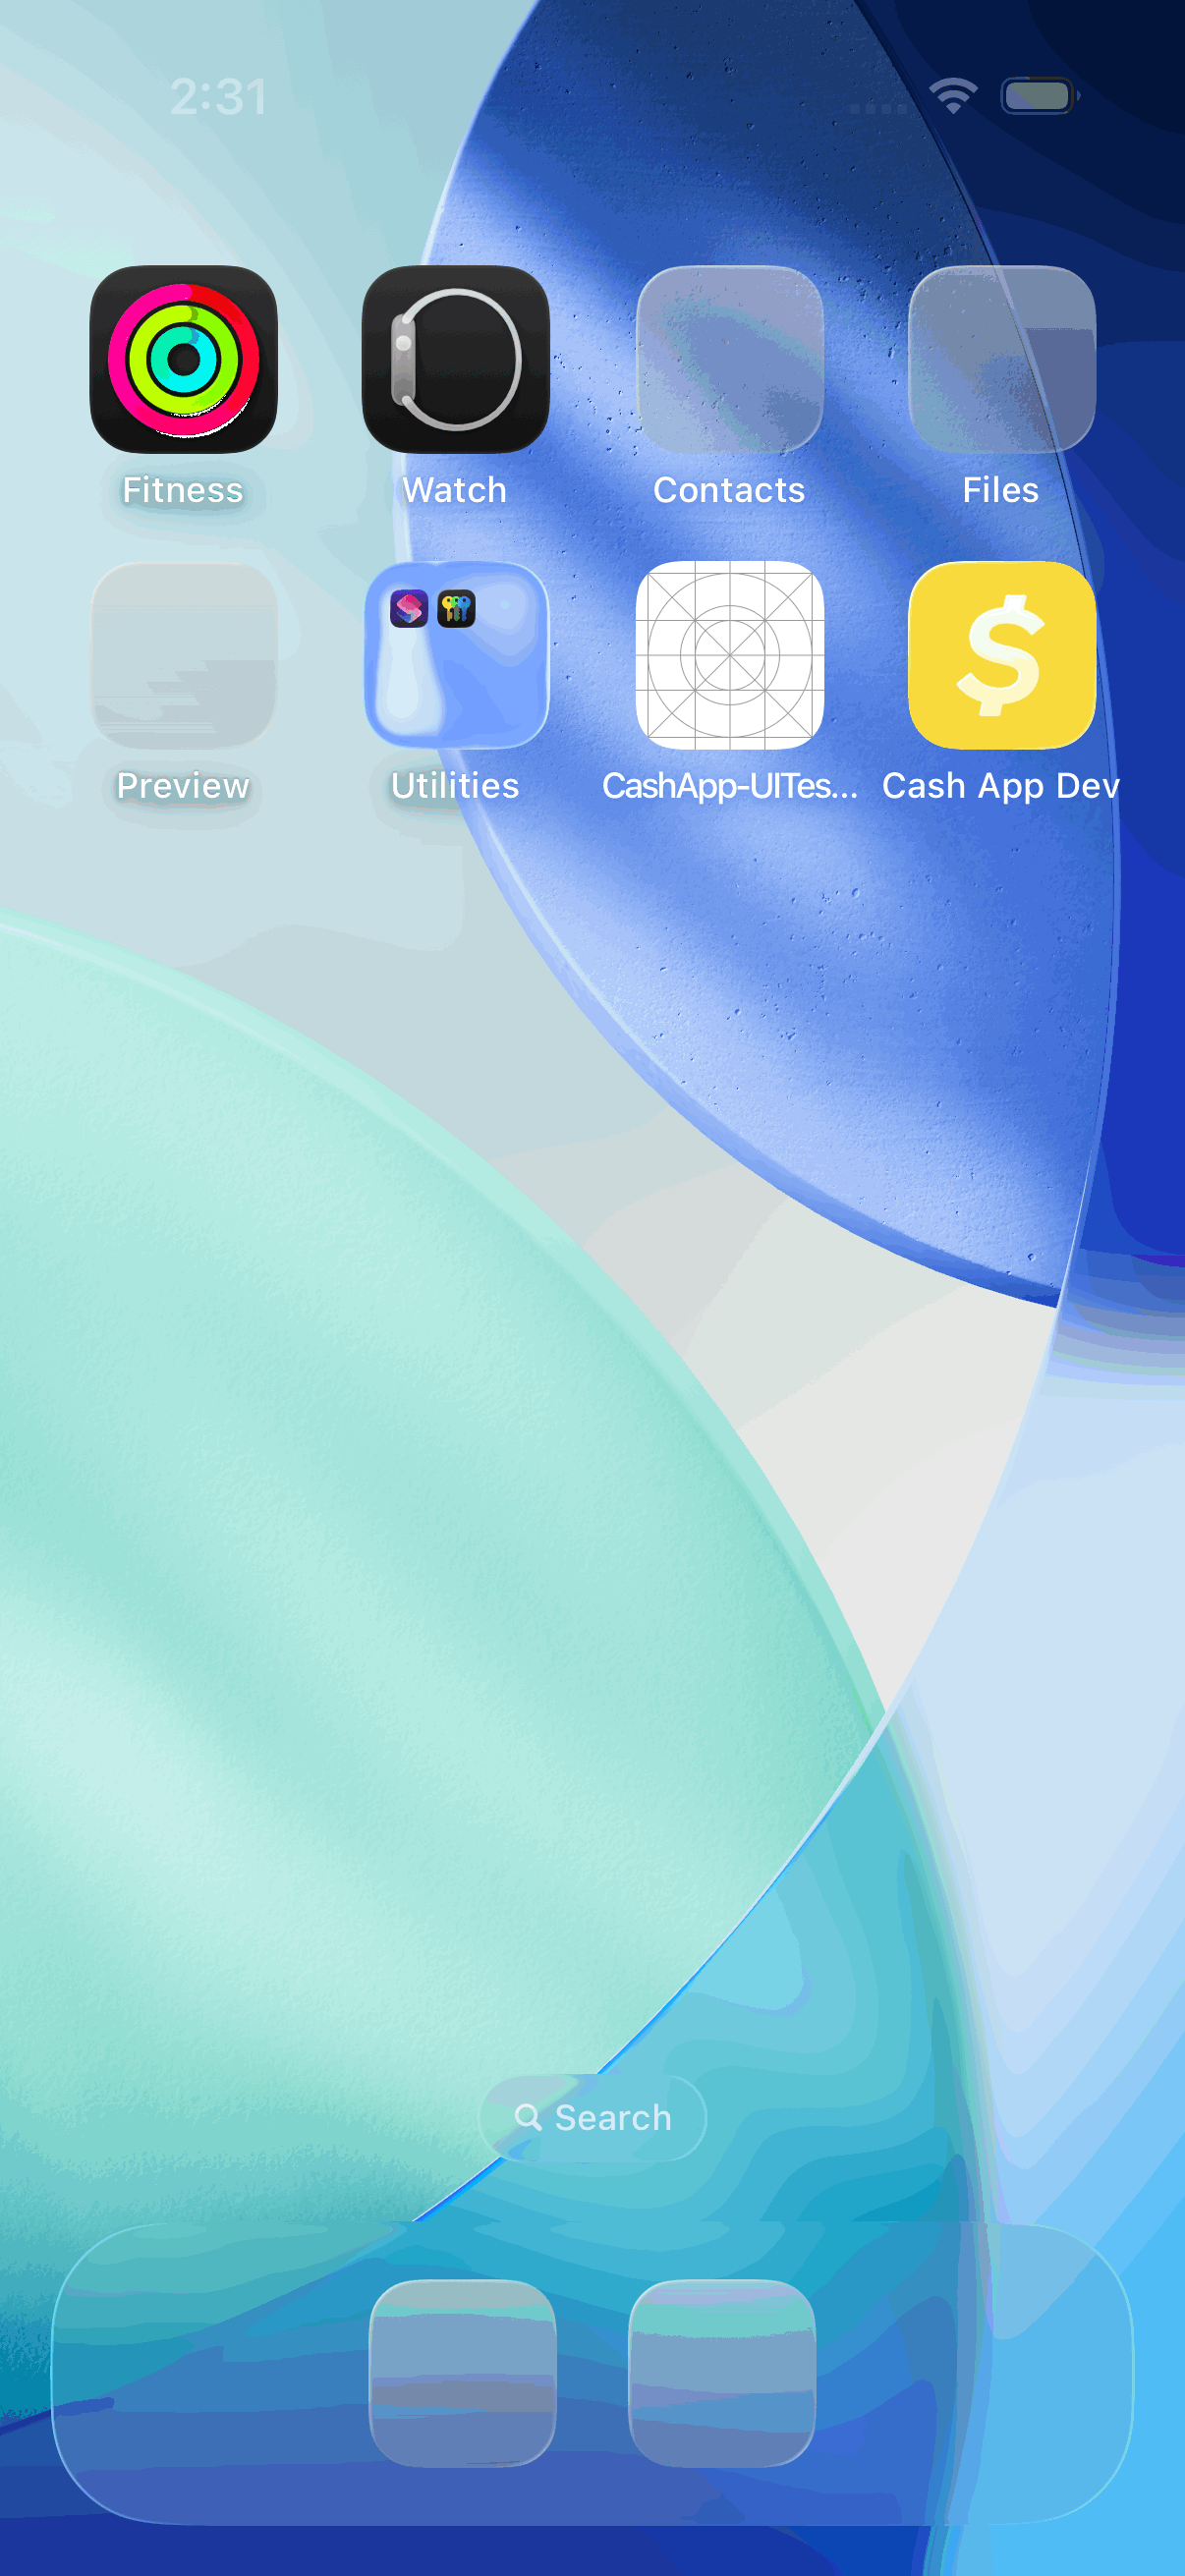 2:31
Fitness
Watch
Contacts
Files
Preview
Utilities
CashApp-UITes...
Cash App Dev
Search